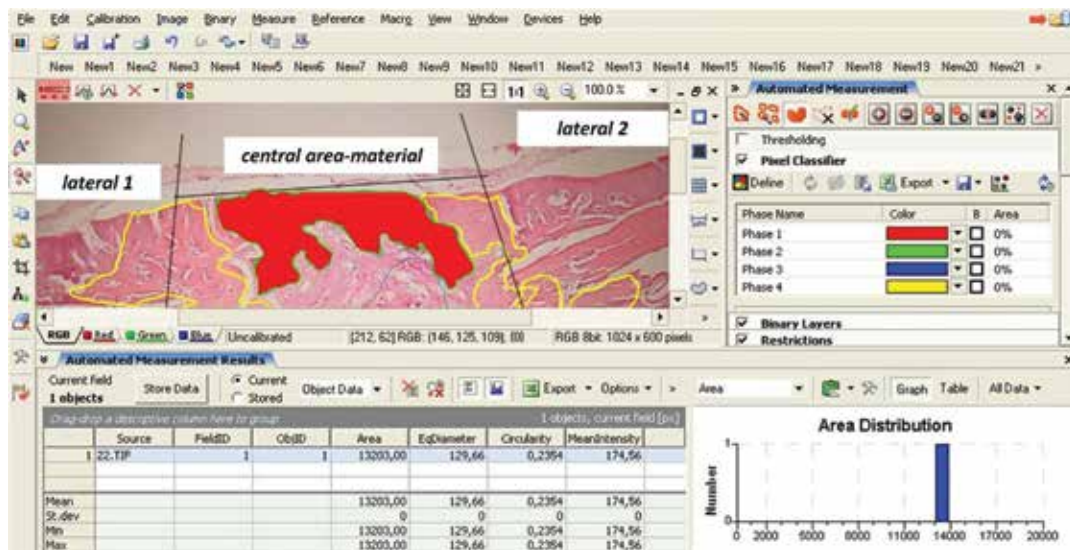 File Edit Calibration Image Binary Measure Reference Macro View Window Devices Help
New New1 New2 New3 New4 New5 New6 New7 New8 New9 New10 New11 New12 New13 New14 New15 New16 New17 New18 New19 New20 New21 »
1:1 100.0 %
lateral 1
central area-material
lateral 2
RGB Red Green Blue Uncalibrated [212, 62] RGB: (146, 125, 109), (0) RGB 8bit: 1024 x 600 pixels
Automated Measurement
Thresholding
Pixel Classifier
Define Export
Phase Name Color B Area
Phase 1 0%
Phase 2 0%
Phase 3 0%
Phase 4 0%
Binary Layers
Restrictions
Automated Measurement Results
Current field
1 objects
Store Data
Current
Stored
Object Data Export Options » Area Graph Table All Data
Drag-drop a descriptive column here to group 1 objects, current field [px]
Source FieldID ObjID Area EqDiameter Circularity MeanIntensity
1 22.TIF 1 1 13203,00 129,66 0,2354 174,56
Mean 13203,00 129,66 0,2354 174,56
St.dev 0 0 0 0
Min 13203,00 129,66 0,2354 174,56
Max 13203,00 129,66 0,2354 174,56
Area Distribution
Number
1
0
0 2000 5000 8000 11000 14000 17000 20000